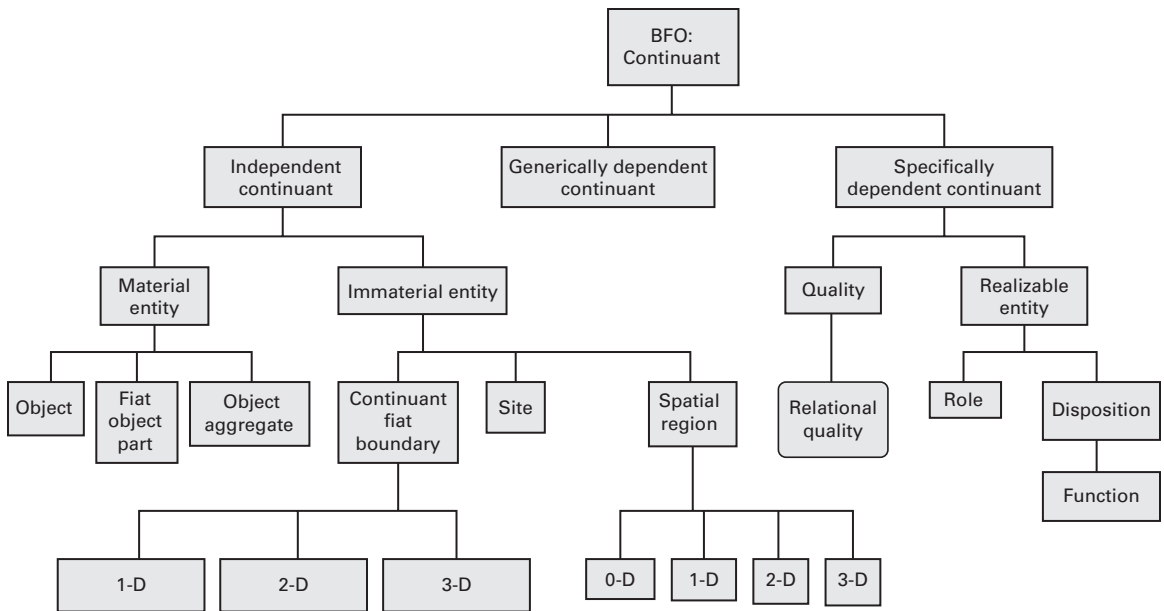 BFO:
Continuant
Independent
continuant
Generically dependent
continuant
Specifically
dependent continuant
Material
entity
Immaterial entity
Quality
Realizable
entity
Object
Fiat
object
part
Object
aggregate
Continuant
fiat
boundary
Site
Spatial
region
Relational
quality
Role
Disposition
Function
1-D
2-D
3-D
0-D
1-D
2-D
3-D